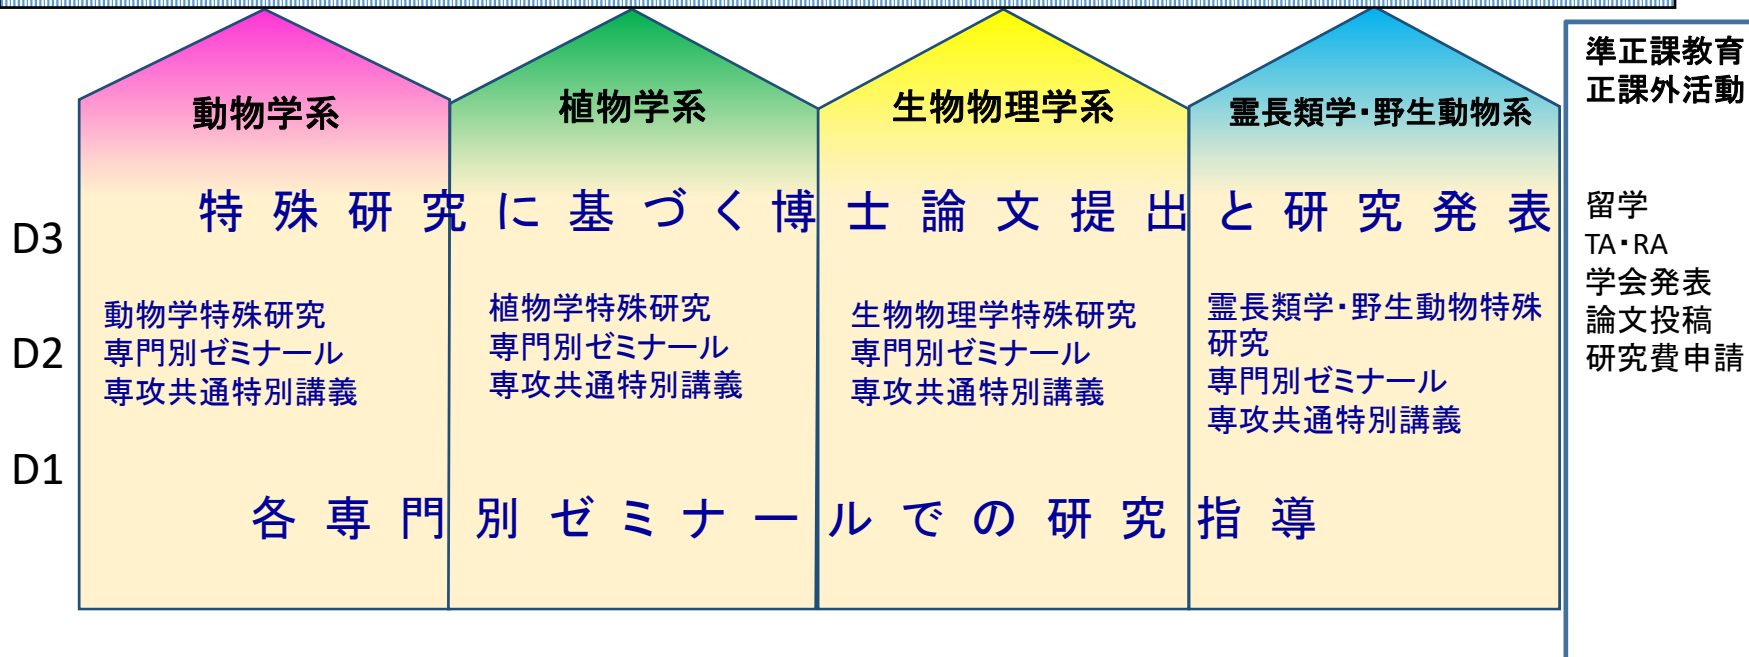 動物学系
植物学系
生物物理学系
霊長類学・野生動物系
準正課教育
正課外活動
特殊研究に基づく博士論文提出と研究発表
D3
D2
D1
動物学特殊研究
専門別ゼミナール
専攻共通特別講義
植物学特殊研究
専門別ゼミナール
専攻共通特別講義
生物物理学特殊研究
専門別ゼミナール
専攻共通特別講義
霊長類学・野生動物特殊
研究
専門別ゼミナール
専攻共通特別講義
各専門別ゼミナールでの研究指導
留学
TA・RA
学会発表
論文投稿
研究費申請